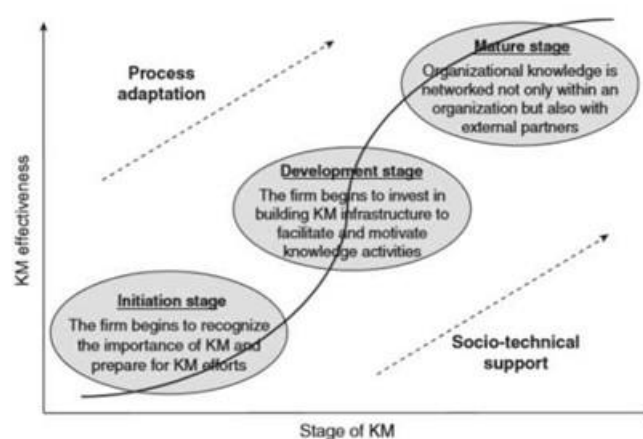 KM effectiveness
Process
adaptation
Mature stage
Organizational knowledge is
networked not only within an
organization but also with
external partners
Development stage
The firm begins to invest in
building KM infrastructure to
facilitate and motivate
knowledge activities
Initiation stage
The firm begins to recognize
the importance of KM and
prepare for KM efforts
Socio-technical
support
Stage of KM